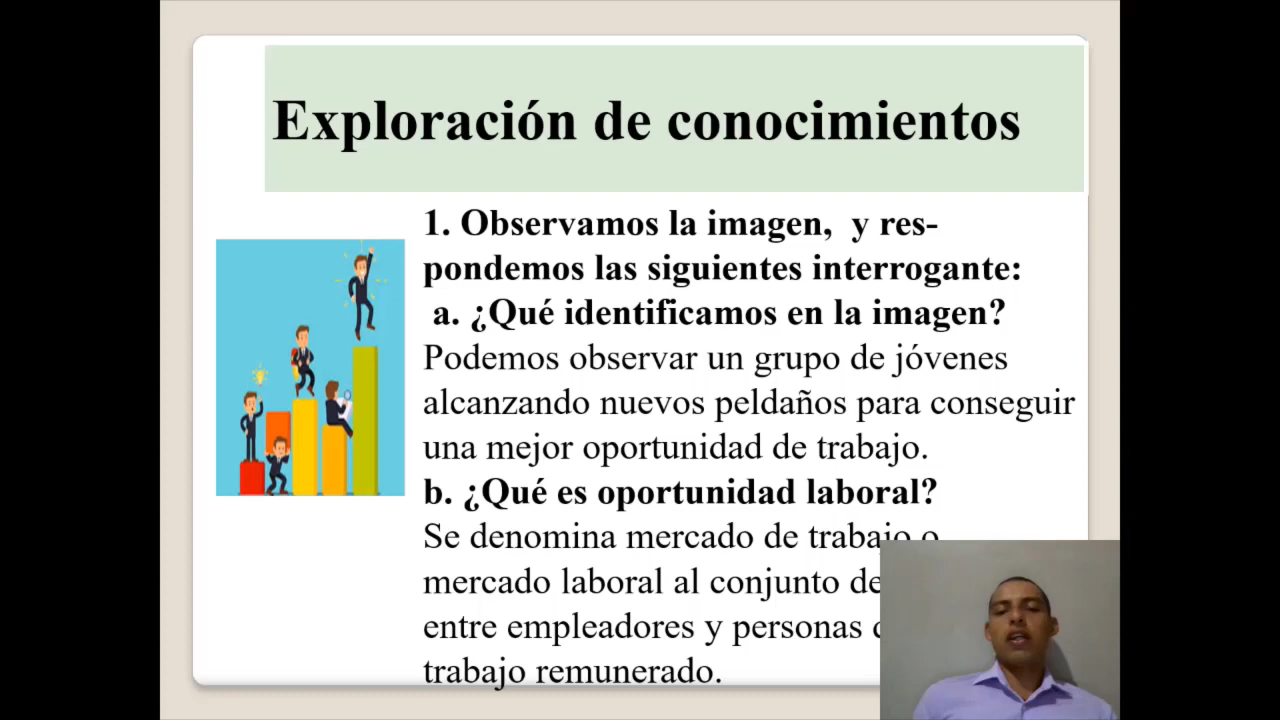 Exploración de conocimientos
1. Observamos la imagen,  y res-
pondemos las siguientes interrogante:
a. ¿Qué identificamos en la imagen?
Podemos observar un grupo de jóvenes
alcanzando nuevos peldaños para conseguir
una mejor oportunidad de trabajo.
b. ¿Qué es oportunidad laboral?
Se denomina mercado de trabajo o
mercado laboral al conjunto de
entre empleadores y personas
trabajo remunerado.